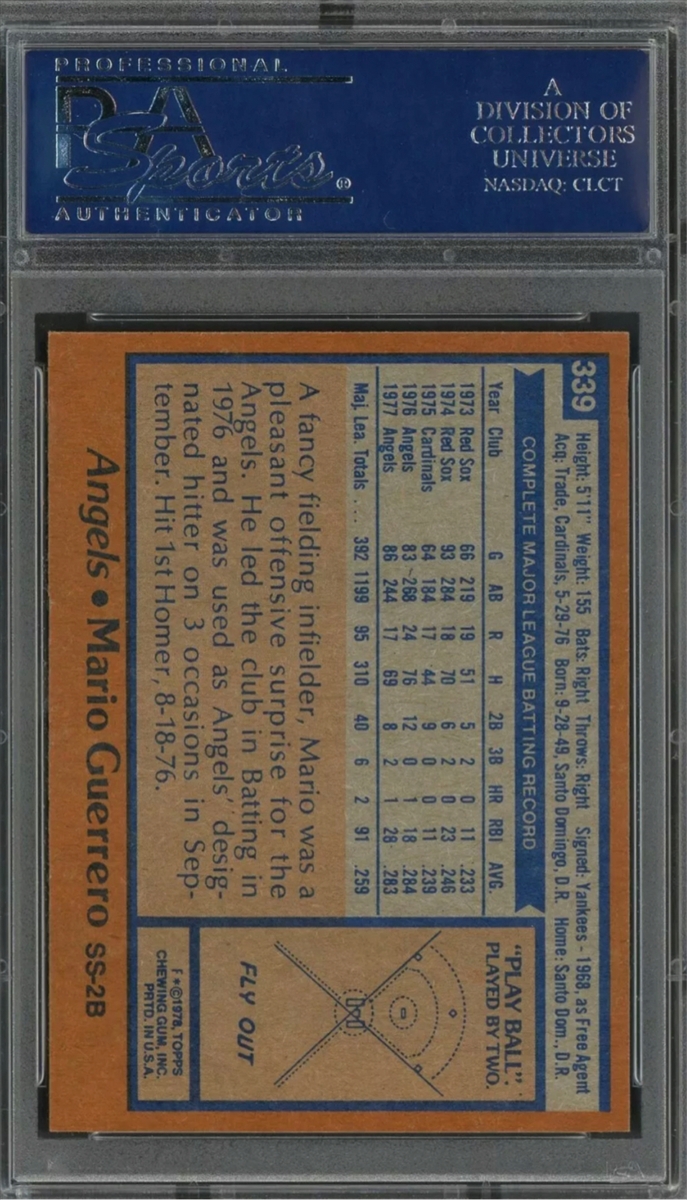 PROFESSIONAL
PSA
Sports®
AUTHENTICATOR
A
DIVISION OF
COLLECTORS
UNIVERSE
NASDAQ: CLCT
339
Height: 5'11" Weight: 155 Bats: Right Throws: Right Signed: Yankees - 1968, as Free Agent
Acq: Trade, Cardinals, 5-29-76 Born: 9-28-49, Santo Domingo, D.R. Home: Santo Dom., D.R.
COMPLETE MAJOR LEAGUE BATTING RECORD
Year Club G AB R H 2B 3B HR RBI AVG.
1973 Red Sox 66 219 19 51 5 2 0 11 .233
1974 Red Sox 93 284 18 70 6 2 0 23 .246
1975 Cardinals 64 184 17 44 9 0 0 11 .239
1976 Angels 83 268 24 76 12 0 1 18 .284
1977 Angels 86 244 17 69 8 2 1 28 .283
Maj. Lea. Totals .... 392 1199 95 310 40 6 2 91 .259
A fancy fielding infielder, Mario was a
pleasant offensive surprise for the
Angels. He led the club in Batting in
1976 and was used as Angels' desig-
nated hitter on 3 occasions in Sep-
tember. Hit 1st Homer, 8-18-76.
"PLAY BALL".
PLAYED BY TWO.
FLY OUT
F*©1978, TOPPS
CHEWING GUM, INC.
PRTD. IN U.S.A.
Angels • Mario Guerrero SS-2B